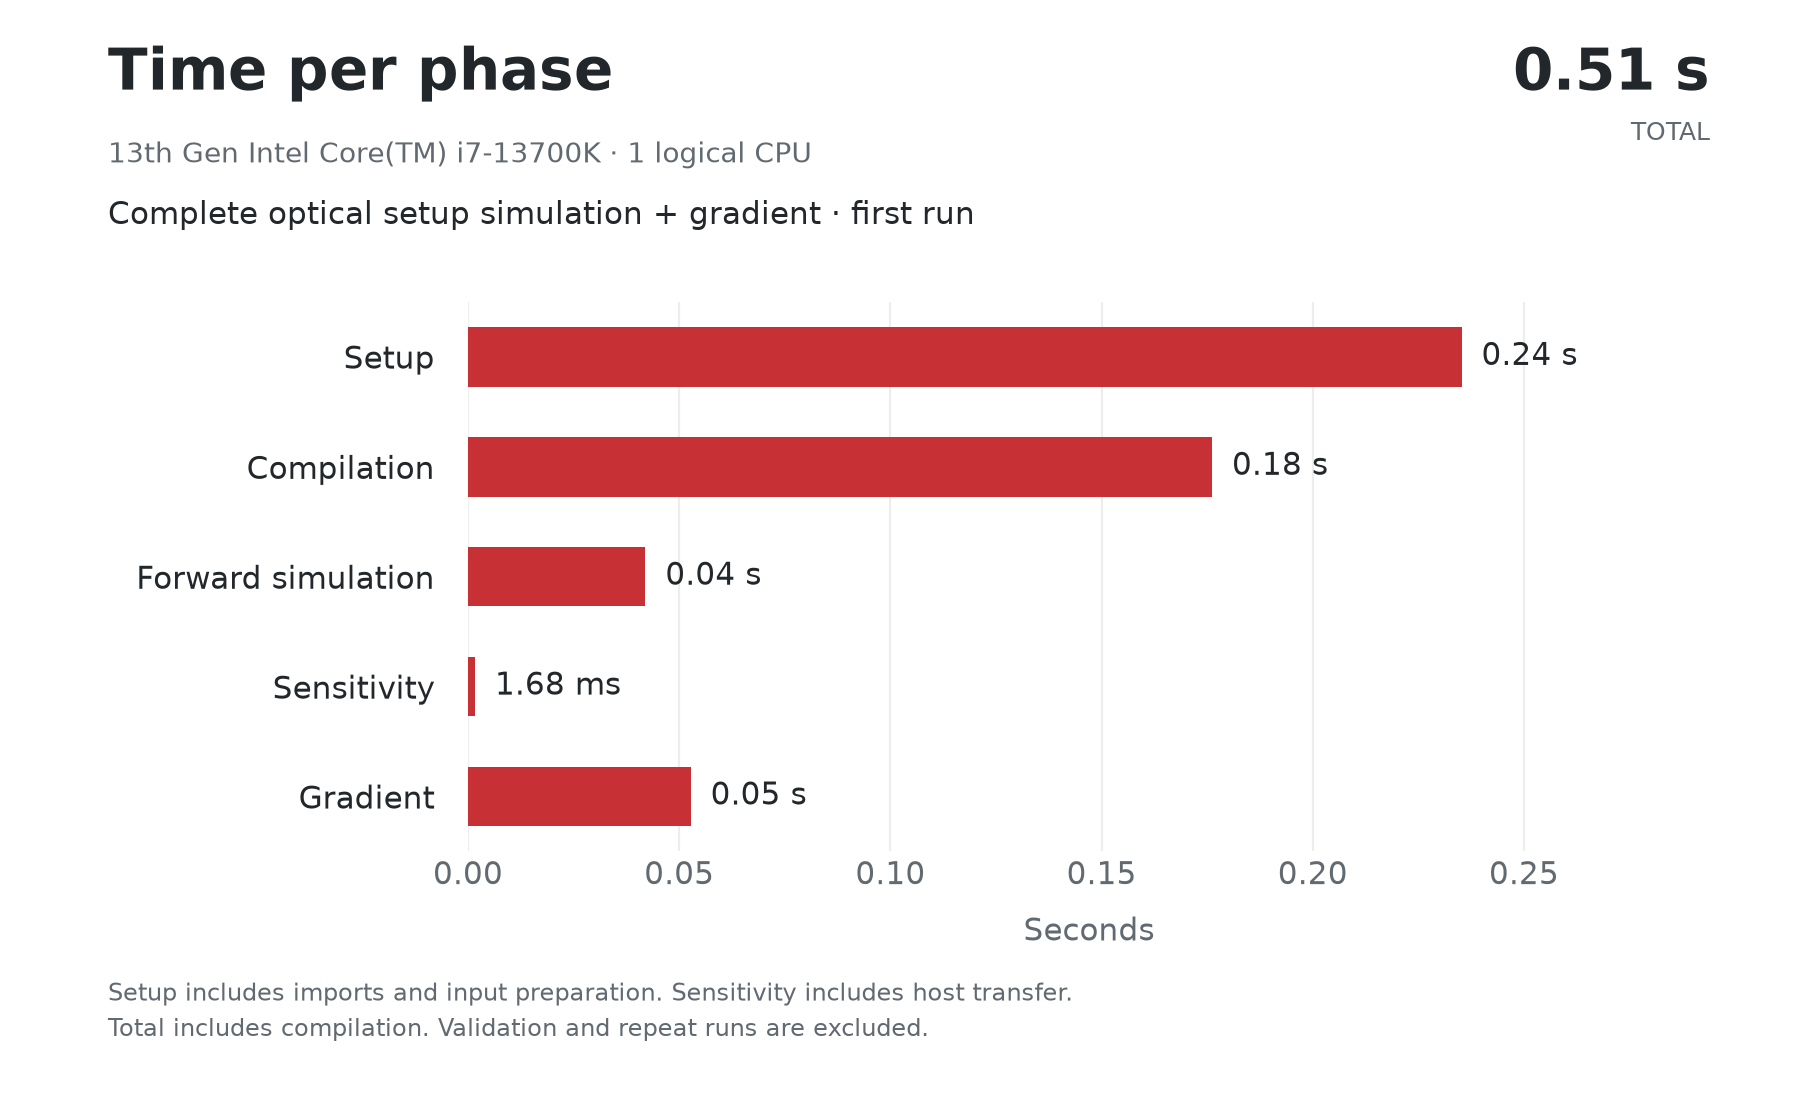 Time per phase
0.51 s
TOTAL
13th Gen Intel Core(TM) i7-13700K · 1 logical CPU
Complete optical setup simulation + gradient · first run
Setup 0.24 s
Compilation 0.18 s
Forward simulation 0.04 s
Sensitivity 1.68 ms
Gradient 0.05 s
0.00 0.05 0.10 0.15 0.20 0.25
Seconds
Setup includes imports and input preparation. Sensitivity includes host transfer.
Total includes compilation. Validation and repeat runs are excluded.